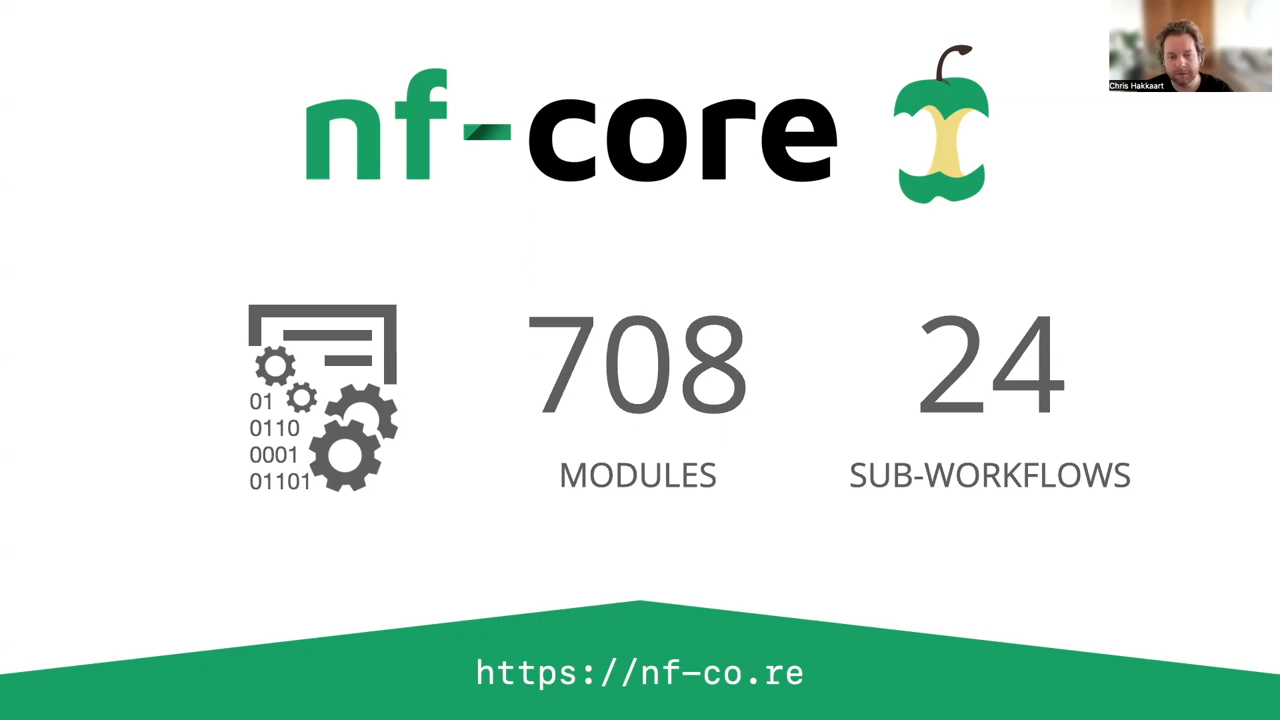 nf-core
Chris Hakkaart
708
24
MODULES
SUB-WORKFLOWS
01
0110
0001
01101
https://nf-co.re